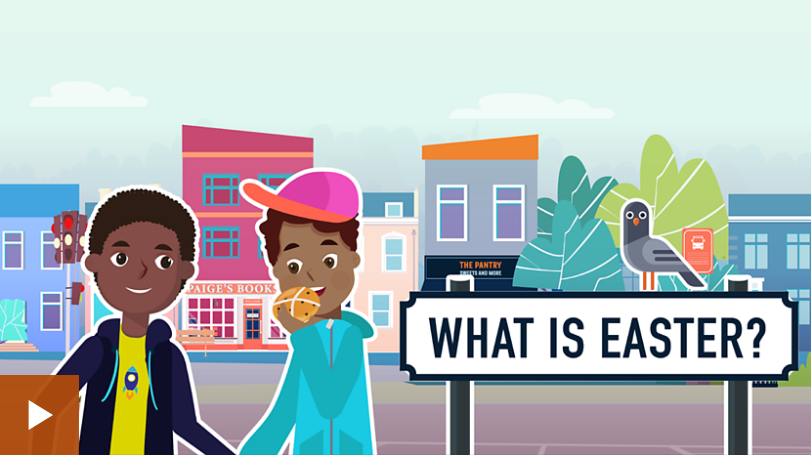 PAIGE'S BOOK
THE PANTRY
SWEETS AND MORE
WHAT IS EASTER?